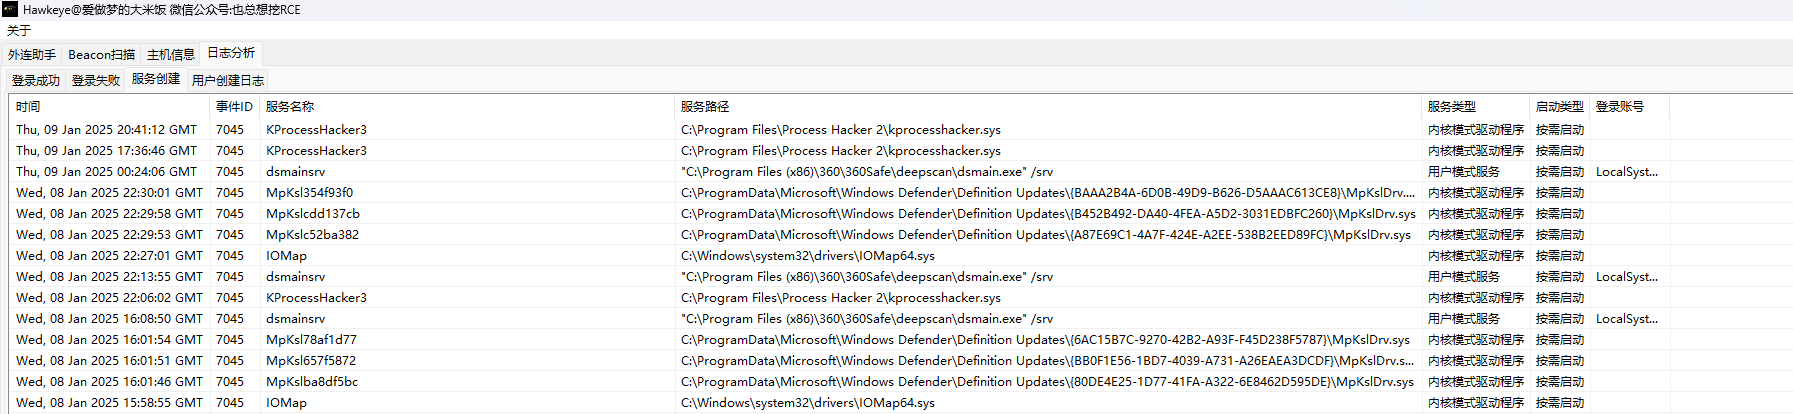 Hawkeye@爱做梦的大米饭 微信公众号:也总想挖RCE
关于
外连助手 Beacon扫描 主机信息 日志分析
登录成功 登录失败 服务创建 用户创建日志
时间 事件ID 服务名称 服务路径 服务类型 启动类型 登录账号
Thu, 09 Jan 2025 20:41:12 GMT 7045 KProcessHacker3 C:\Program Files\Process Hacker 2\kprocesshacker.sys 内核模式驱动程序 按需启动
Thu, 09 Jan 2025 17:36:46 GMT 7045 KProcessHacker3 C:\Program Files\Process Hacker 2\kprocesshacker.sys 内核模式驱动程序 按需启动
Thu, 09 Jan 2025 00:24:06 GMT 7045 dsmainsrv "C:\Program Files (x86)\360\360Safe\deepscan\dsmain.exe" /srv 用户模式服务 按需启动 LocalSyst...
Wed, 08 Jan 2025 22:30:01 GMT 7045 MpKsl354f93f0 C:\ProgramData\Microsoft\Windows Defender\Definition Updates\{BAAA2B4A-6D0B-49D9-B626-D5AAAC613CE8}\MpKslDrv.... 内核模式驱动程序 按需启动
Wed, 08 Jan 2025 22:29:58 GMT 7045 MpKslcdd137cb C:\ProgramData\Microsoft\Windows Defender\Definition Updates\{B452B492-DA40-4FEA-A5D2-3031EDBFC260}\MpKslDrv.sys 内核模式驱动程序 按需启动
Wed, 08 Jan 2025 22:29:53 GMT 7045 MpKslc52ba382 C:\ProgramData\Microsoft\Windows Defender\Definition Updates\{A87E69C1-4A7F-424E-A2EE-538B2EED89FC}\MpKslDrv.sys 内核模式驱动程序 按需启动
Wed, 08 Jan 2025 22:27:01 GMT 7045 IOMap C:\Windows\system32\drivers\IOMap64.sys 内核模式驱动程序 按需启动
Wed, 08 Jan 2025 22:13:55 GMT 7045 dsmainsrv "C:\Program Files (x86)\360\360Safe\deepscan\dsmain.exe" /srv 用户模式服务 按需启动 LocalSyst...
Wed, 08 Jan 2025 22:06:02 GMT 7045 KProcessHacker3 C:\Program Files\Process Hacker 2\kprocesshacker.sys 内核模式驱动程序 按需启动
Wed, 08 Jan 2025 16:08:50 GMT 7045 dsmainsrv "C:\Program Files (x86)\360\360Safe\deepscan\dsmain.exe" /srv 用户模式服务 按需启动 LocalSyst...
Wed, 08 Jan 2025 16:01:54 GMT 7045 MpKsl78af1d77 C:\ProgramData\Microsoft\Windows Defender\Definition Updates\{6AC15B7C-9270-42B2-A93F-F45D238F5787}\MpKslDrv.sys 内核模式驱动程序 按需启动
Wed, 08 Jan 2025 16:01:51 GMT 7045 MpKsl657f5872 C:\ProgramData\Microsoft\Windows Defender\Definition Updates\{BB0F1E56-1BD7-4039-A731-A26EAEA3DCDF}\MpKslDrv.s... 内核模式驱动程序 按需启动
Wed, 08 Jan 2025 16:01:46 GMT 7045 MpKslba8df5bc C:\ProgramData\Microsoft\Windows Defender\Definition Updates\{80DE4E25-1D77-41FA-A322-6E8462D595DE}\MpKslDrv.sys 内核模式驱动程序 按需启动
Wed, 08 Jan 2025 15:58:55 GMT 7045 IOMap C:\Windows\system32\drivers\IOMap64.sys 内核模式驱动程序 按需启动